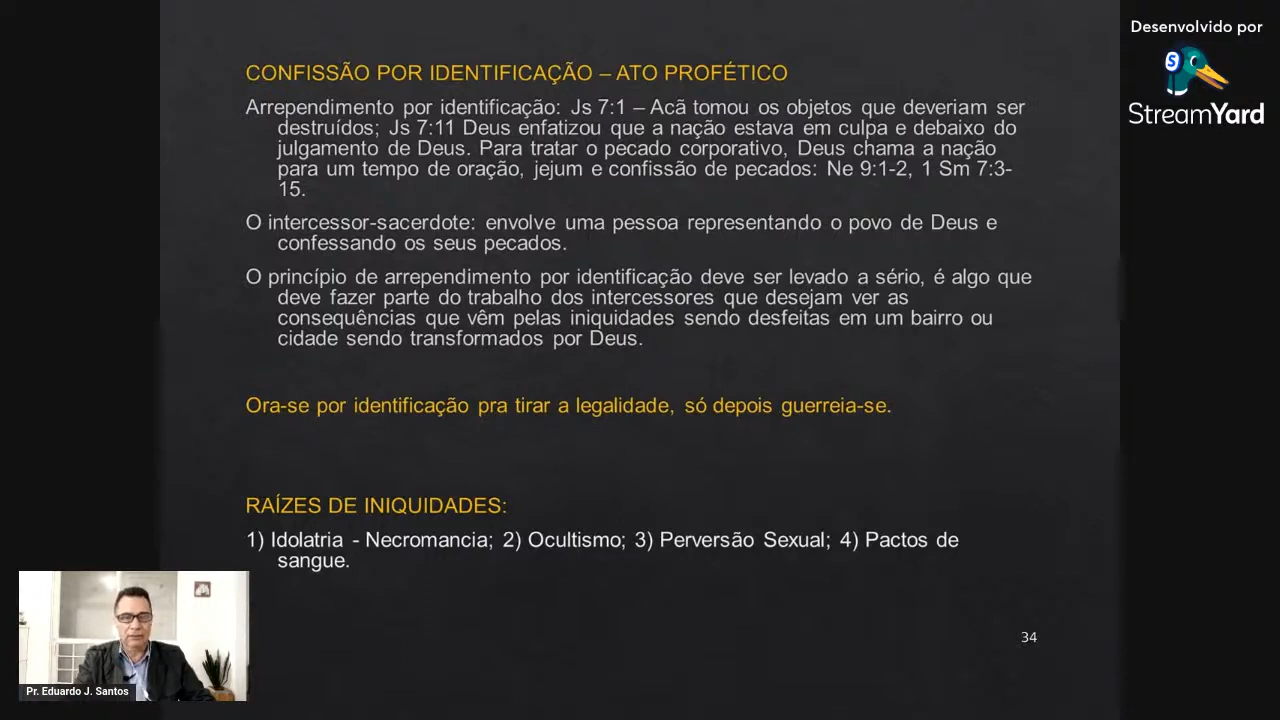 Desenvolvido por
StreamYard
CONFISSÃO POR IDENTIFICAÇÃO – ATO PROFÉTICO
Arrependimento por identificação: Js 7:1 – Acã tomou os objetos que deveriam ser
destruídos; Js 7:11 Deus enfatizou que a nação estava em culpa e debaixo do
julgamento de Deus. Para tratar o pecado corporativo, Deus chama a nação
para um tempo de oração, jejum e confissão de pecados: Ne 9:1-2, 1 Sm 7:3-
15.
O intercessor-sacerdote: envolve uma pessoa representando o povo de Deus e
confessando os seus pecados.
O princípio de arrependimento por identificação deve ser levado a sério, é algo que
deve fazer parte do trabalho dos intercessores que desejam ver as
consequências que vêm pelas iniquidades sendo desfeitas em um bairro ou
cidade sendo transformados por Deus.
Ora-se por identificação pra tirar a legalidade, só depois guerreia-se.
RAÍZES DE INIQUIDADES:
1) Idolatria - Necromancia; 2) Ocultismo; 3) Perversão Sexual; 4) Pactos de
sangue.
34
Pr. Eduardo J. Santos